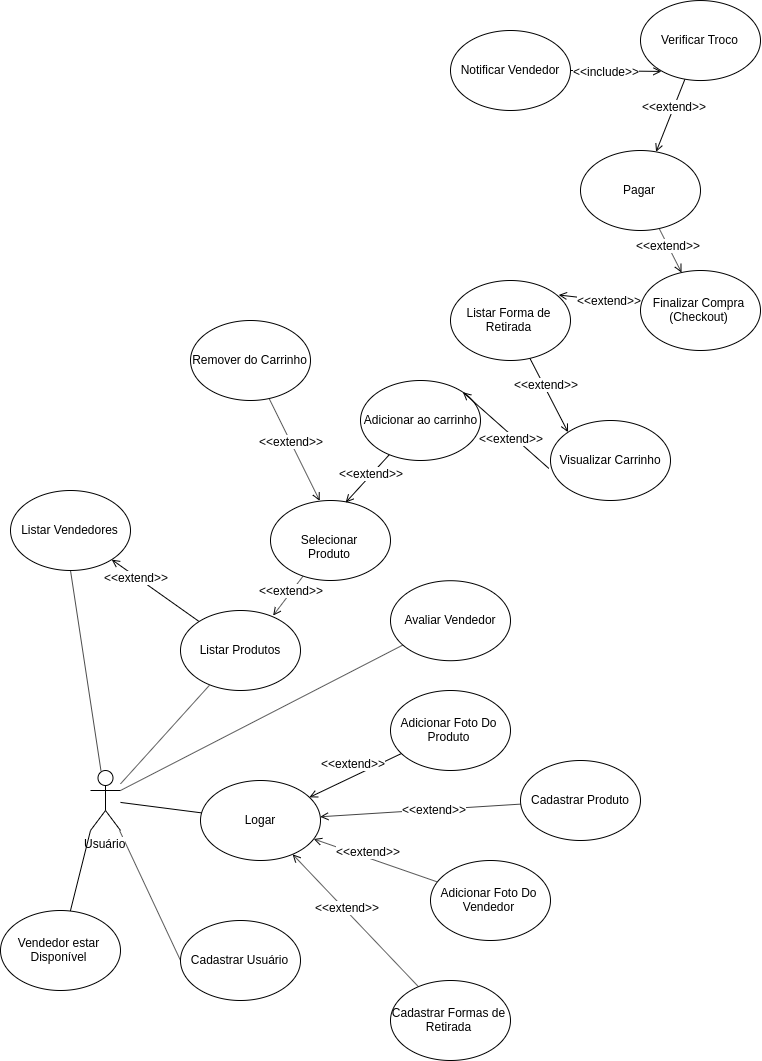 Verificar Troco
Notificar Vendedor
<<include>>
<<extend>>
Pagar
<<extend>>
Finalizar Compra
(Checkout)
<<extend>>
Listar Forma de
Retirada
Remover do Carrinho
<<extend>>
Adicionar ao carrinho
<<extend>>
<<extend>>
Visualizar Carrinho
<<extend>>
Listar Vendedores
Selecionar
Produto
<<extend>>
<<extend>>
Listar Produtos
Avaliar Vendedor
Adicionar Foto Do
Produto
<<extend>>
Cadastrar Produto
<<extend>>
Logar
Usuário
<<extend>>
Adicionar Foto Do
Vendedor
<<extend>>
Vendedor estar
Disponível
Cadastrar Usuário
Cadastrar Formas de
Retirada